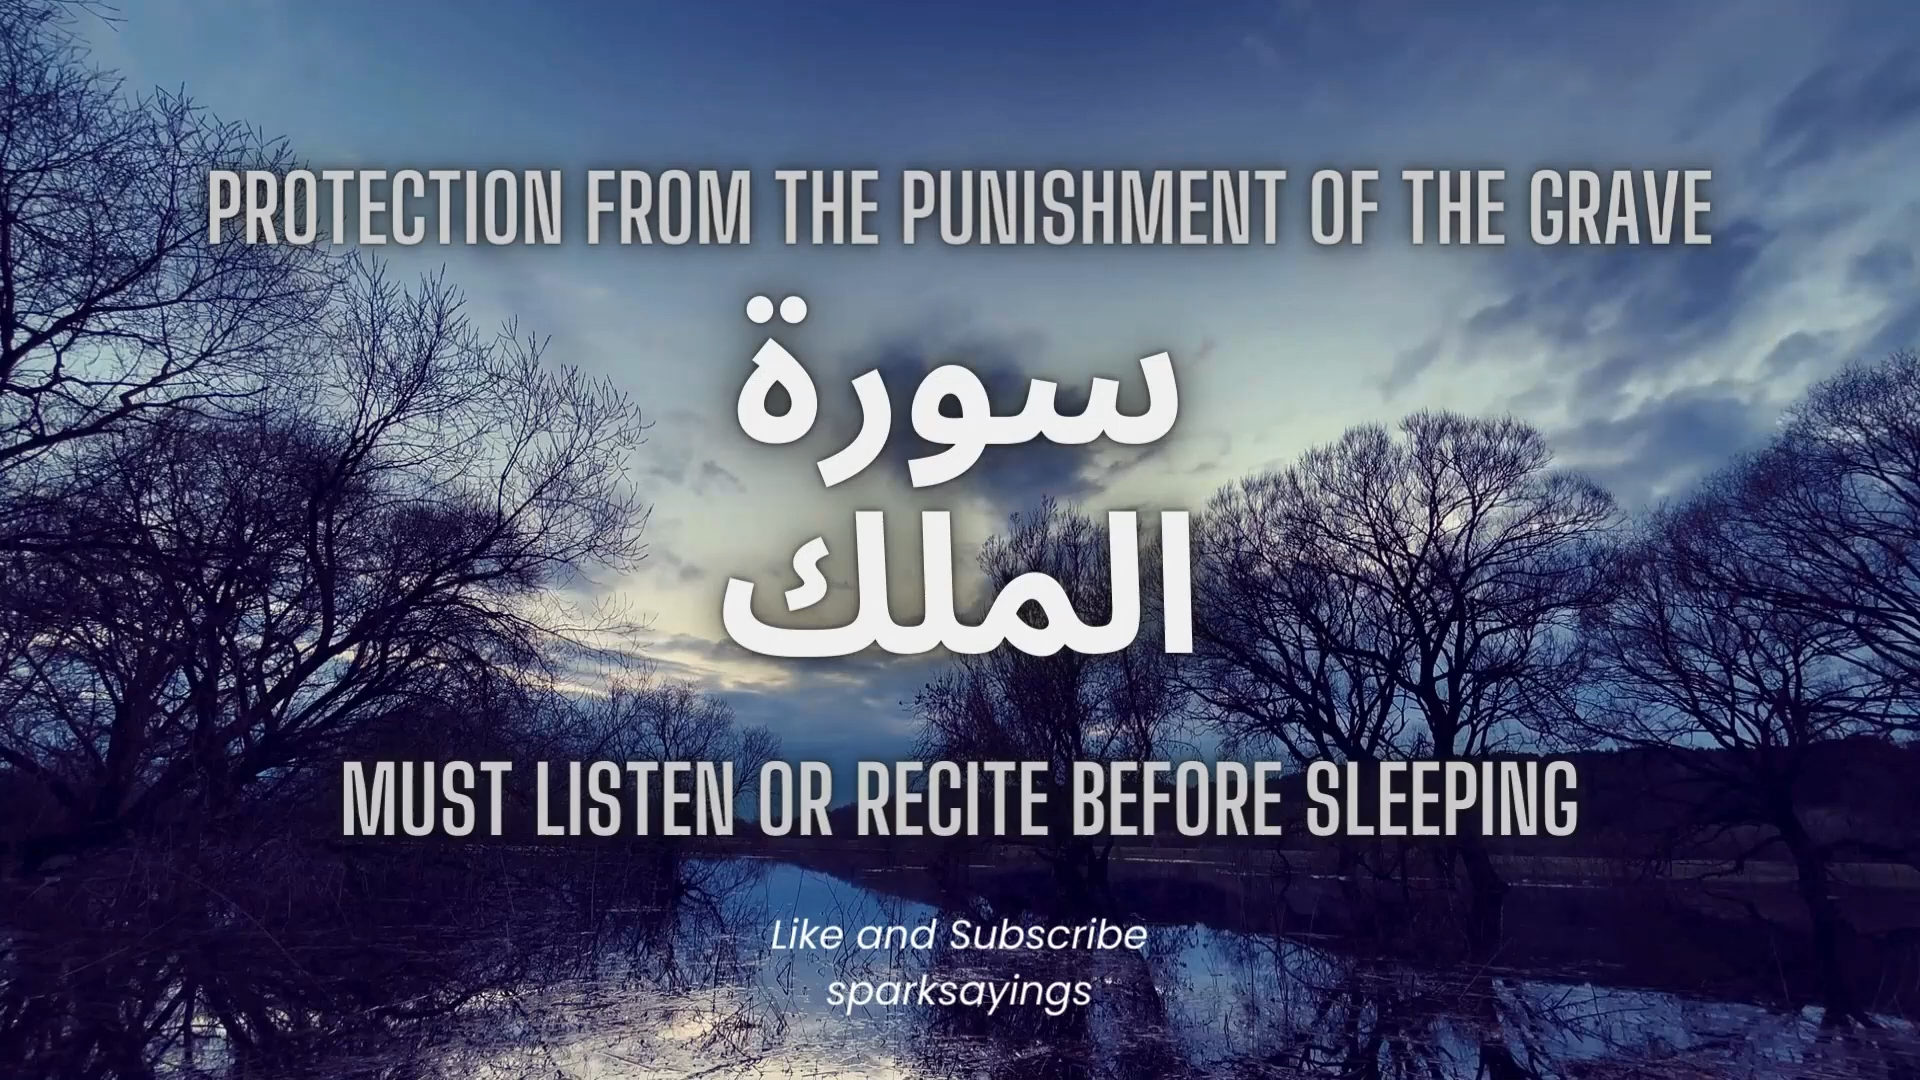 PROTECTION FROM THE PUNISHMENT OF THE GRAVE
سورة
الملك
MUST LISTEN OR RECITE BEFORE SLEEPING
Like and Subscribe
sparksayings